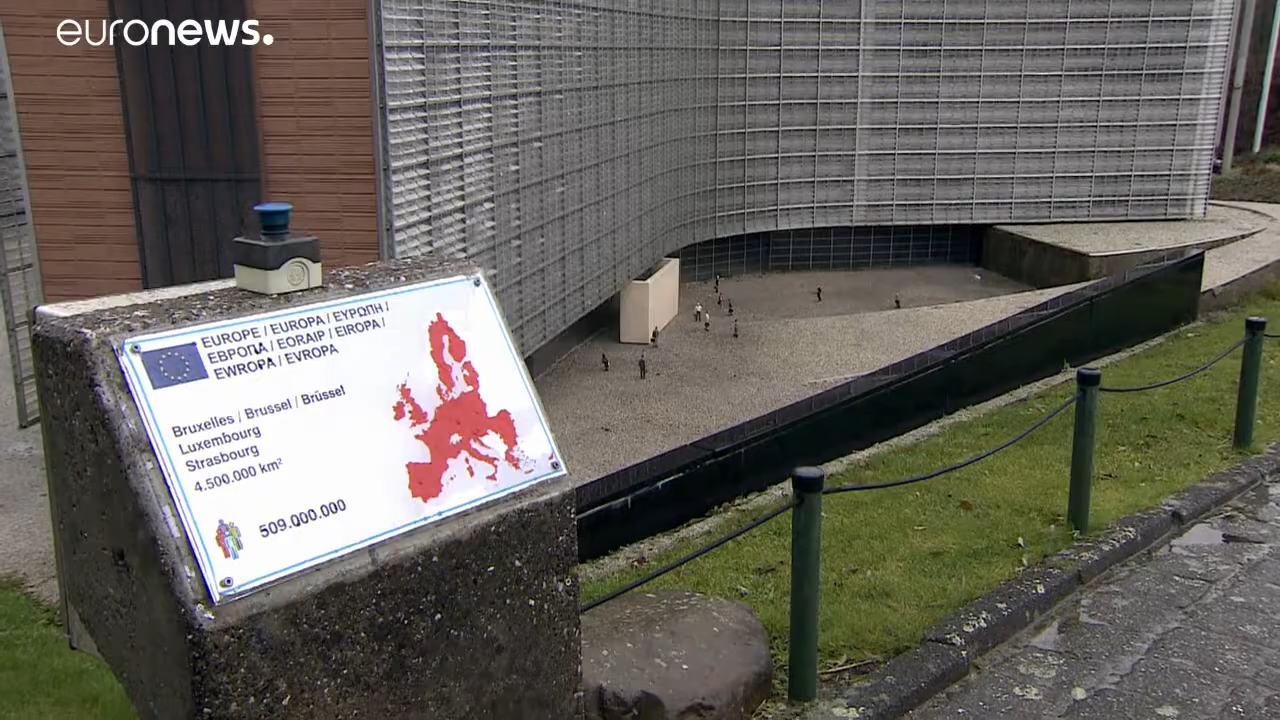 euronews.
EUROPE / EUROPA / ΕΥΡΩΠΗ /
ЕВРОПА / EORAIP / EIROPA /
EWROPA / EVROPA
Bruxelles / Brussel / Brüssel
Luxembourg
Strasbourg
4.500.000 km²
509.000.000